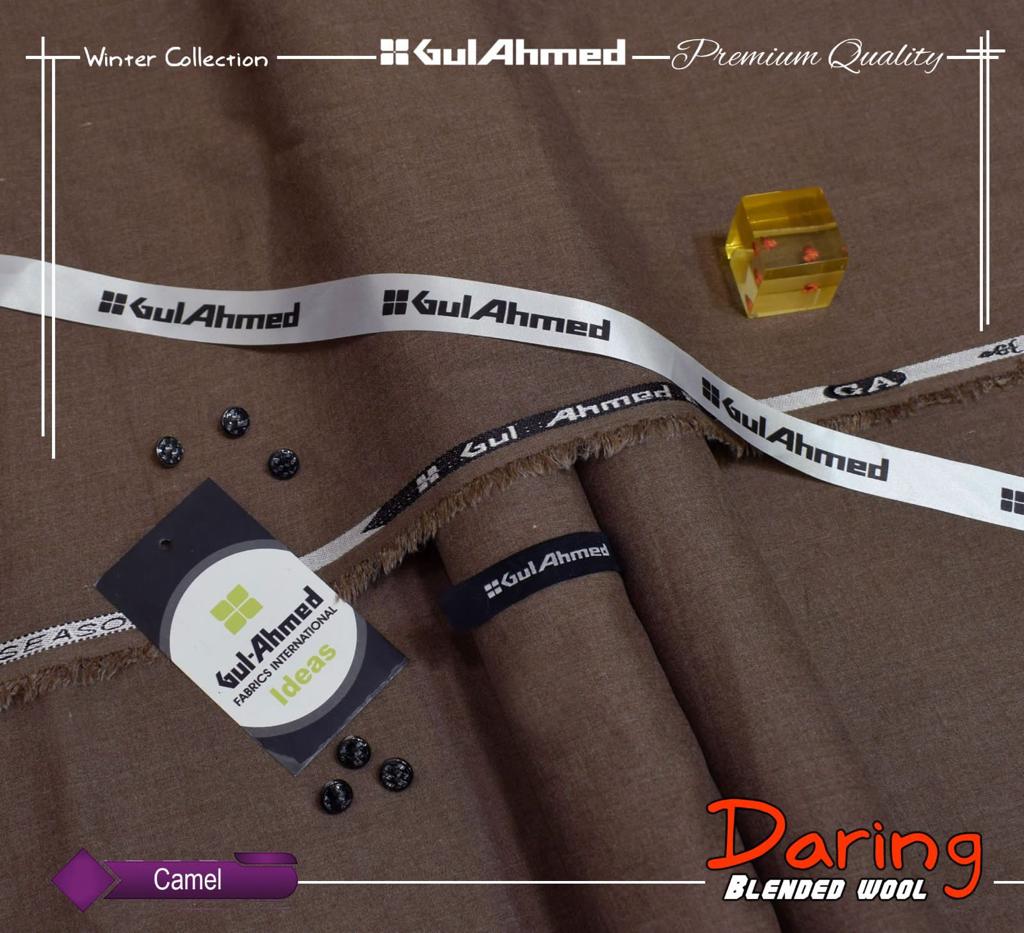 Winter Collection
GulAhmed
Premium Quality
GulAhmed
GulAhmed
GulAhmed
GA
Gul Ahmed
GulAhmed
SEASO
Gul·Ahmed
FABRICS INTERNATIONAL
Ideas
Camel
Daring
BLENDED WOOL